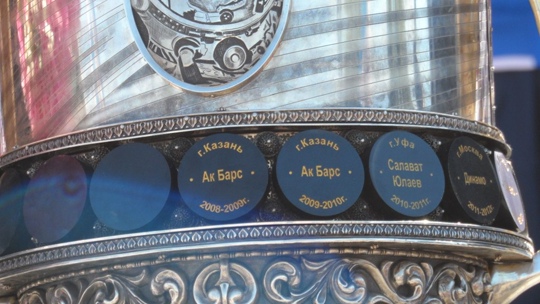 г.Казань
Ак Барс
2008-2009г.
г.Казань
Ак Барс
2009-2010г.
г.Уфа
Салават
Юлаев
2010-2011г.
г.Москва
Динамо
2011-2012г.